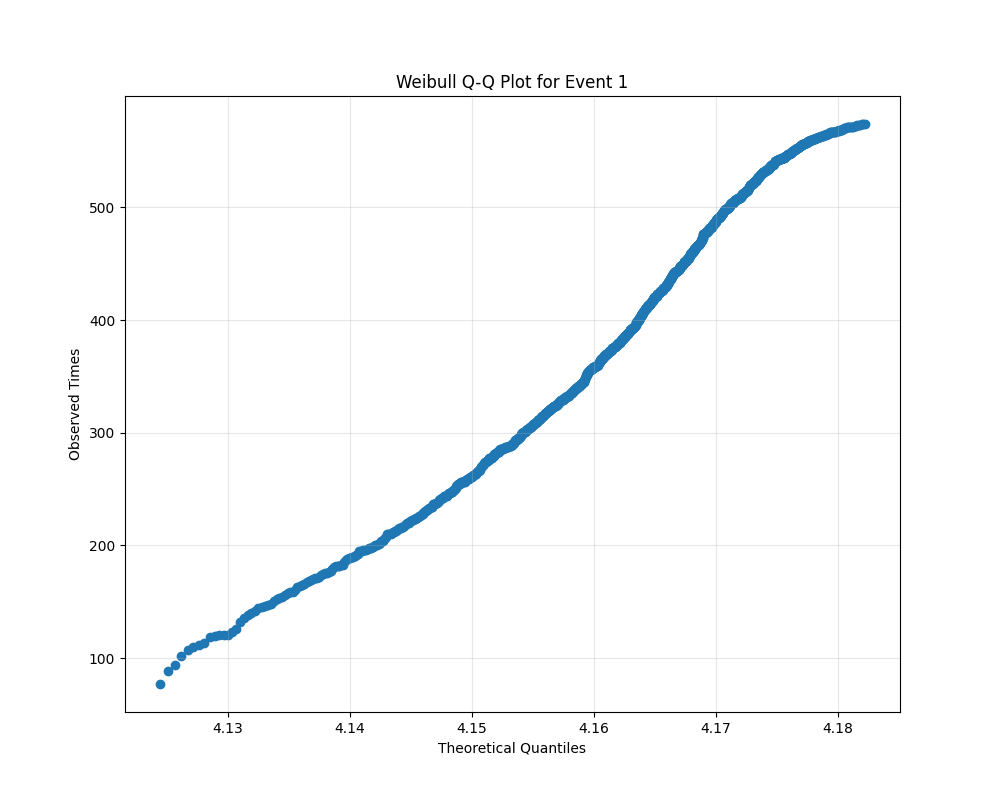 Weibull Q-Q Plot for Event 1
500
400
300
200
100
Observed Times
4.13 4.14 4.15 4.16 4.17 4.18
Theoretical Quantiles